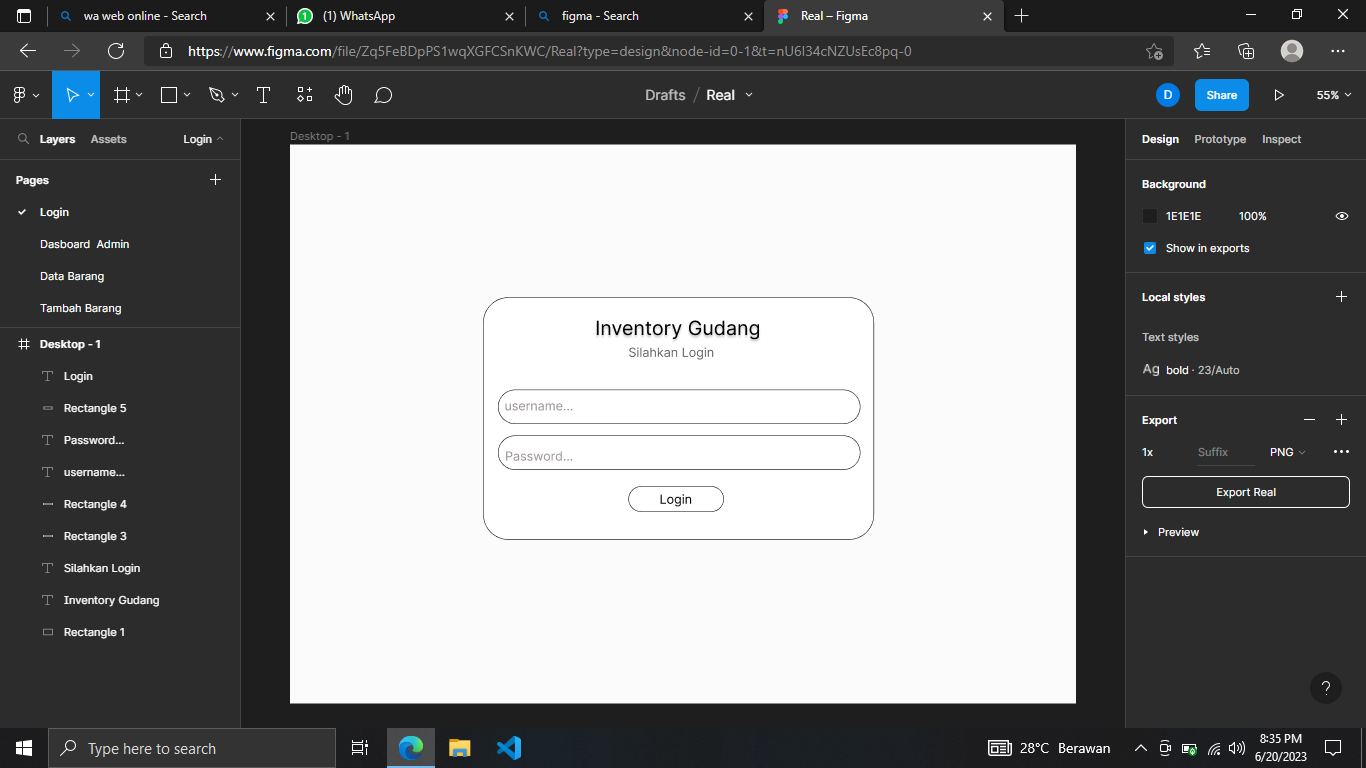 wa web online - Search
(1) WhatsApp
figma - Search
Real – Figma
https://www.figma.com/file/Zq5FeBDpPS1wqXGFCSnKWC/Real?type=design&node-id=0-1&t=nU6I34cNZUsEc8pq-0
Drafts / Real
D
Share
55%
Layers Assets Login
Pages
Login
Dasboard Admin
Data Barang
Tambah Barang
Desktop - 1
Login
Rectangle 5
Password...
username...
Rectangle 4
Rectangle 3
Silahkan Login
Inventory Gudang
Rectangle 1
Desktop - 1
Inventory Gudang
Silahkan Login
username...
Password...
Login
Design Prototype Inspect
Background
1E1E1E 100%
Show in exports
Local styles
Text styles
Ag bold · 23/Auto
Export
1x Suffix PNG
Export Real
Preview
?
Type here to search
28°C Berawan
8:35 PM
6/20/2023